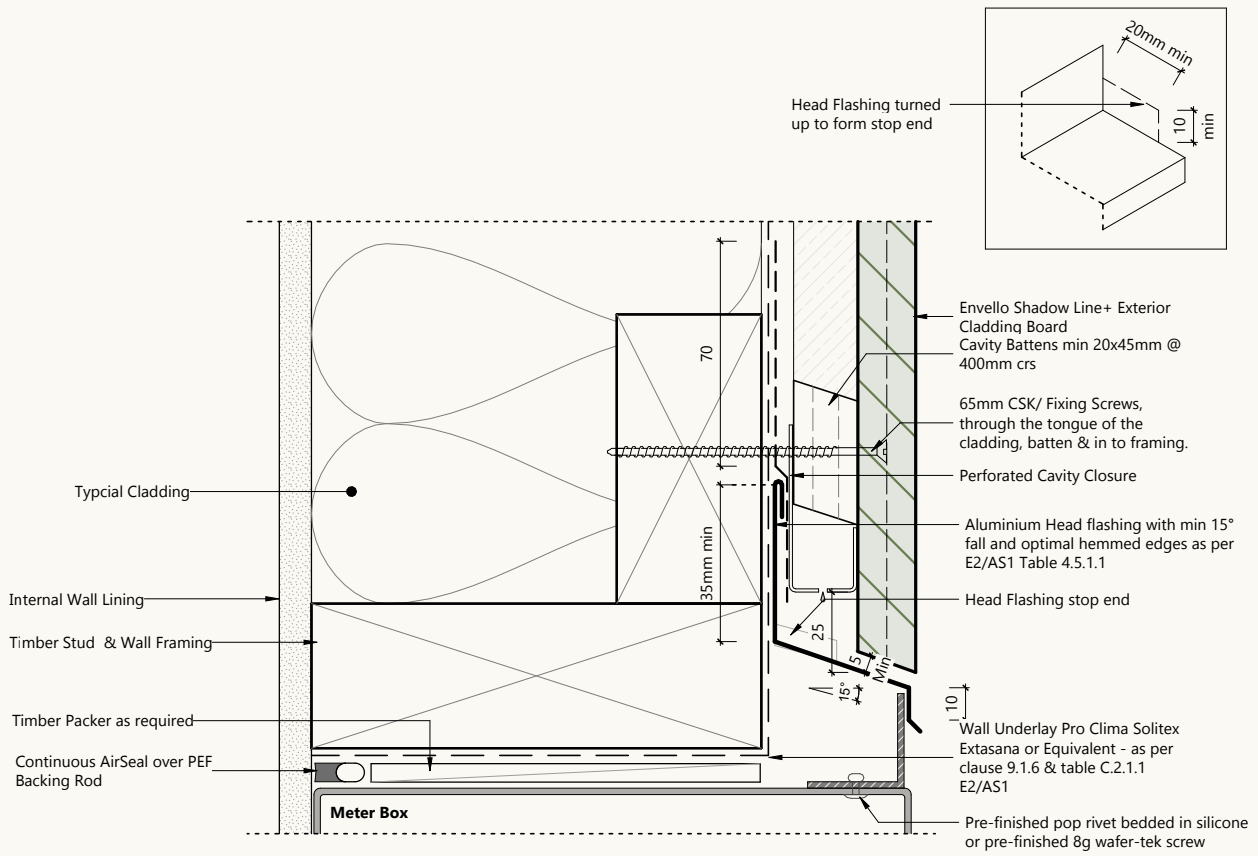 20mm min
Head Flashing turned
up to form stop end
10
min
Envello Shadow Line+ Exterior
Cladding Board
Cavity Battens min 20x45mm @
400mm crs
70
65mm CSK/ Fixing Screws,
through the tongue of the
cladding, batten & in to framing.
Perforated Cavity Closure
Typcial Cladding
Aluminium Head flashing with min 15°
fall and optimal hemmed edges as per
E2/AS1 Table 4.5.1.1
35mm min
Internal Wall Lining
Head Flashing stop end
25
Timber Stud & Wall Framing
5
Min
15°
10
Timber Packer as required
Wall Underlay Pro Clima Solitex
Extasana or Equivalent - as per
clause 9.1.6 & table C.2.1.1
E2/AS1
Continuous AirSeal over PEF
Backing Rod
Meter Box
Pre-finished pop rivet bedded in silicone
or pre-finished 8g wafer-tek screw